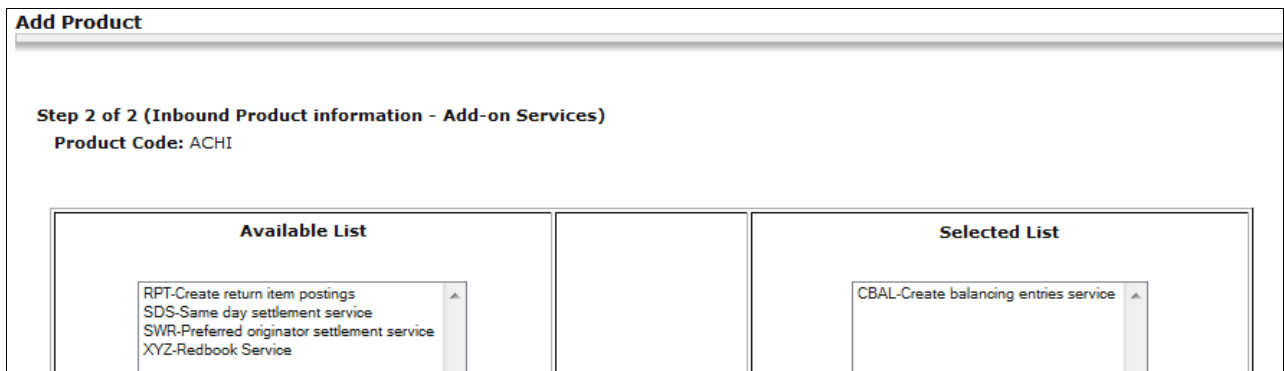 Add Product
Step 2 of 2 (Inbound Product information - Add-on Services)
Product Code: ACHI
Available List
Selected List
RPT-Create return item postings
SDS-Same day settlement service
SWR-Preferred originator settlement service
XYZ-Redbook Service
CBAL-Create balancing entries service